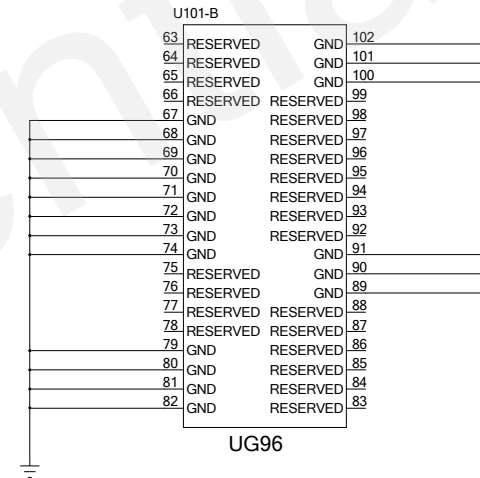 U101-B
63 RESERVED GND 102
64 RESERVED GND 101
65 RESERVED GND 100
66 RESERVED RESERVED 99
67 GND RESERVED 98
68 GND RESERVED 97
69 GND RESERVED 96
70 GND RESERVED 95
71 GND RESERVED 94
72 GND RESERVED 93
73 GND RESERVED 92
74 GND GND 91
75 RESERVED GND 90
76 RESERVED GND 89
77 RESERVED RESERVED 88
78 RESERVED RESERVED 87
79 GND RESERVED 86
80 GND RESERVED 85
81 GND RESERVED 84
82 GND RESERVED 83
UG96